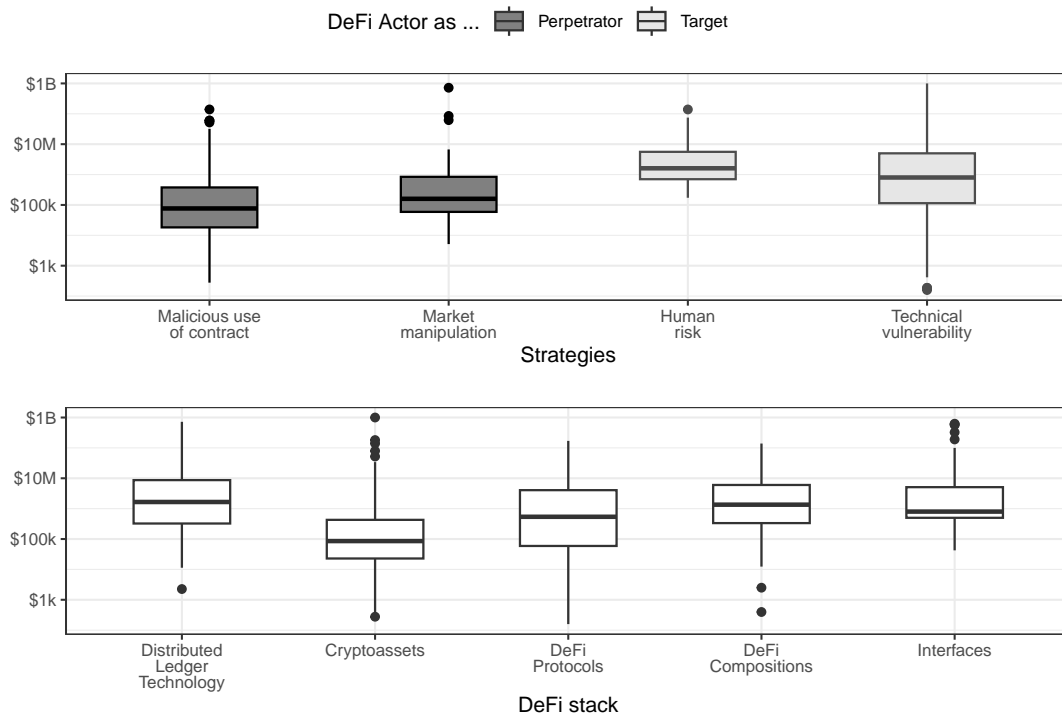 DeFi Actor as ... Perpetrator Target
$1B
$10M
$100k
$1k
Malicious use
of contract
Market
manipulation
Human
risk
Technical
vulnerability
Strategies
$1B
$10M
$100k
$1k
Distributed
Ledger
Technology
Cryptoassets
DeFi
Protocols
DeFi
Compositions
Interfaces
DeFi stack